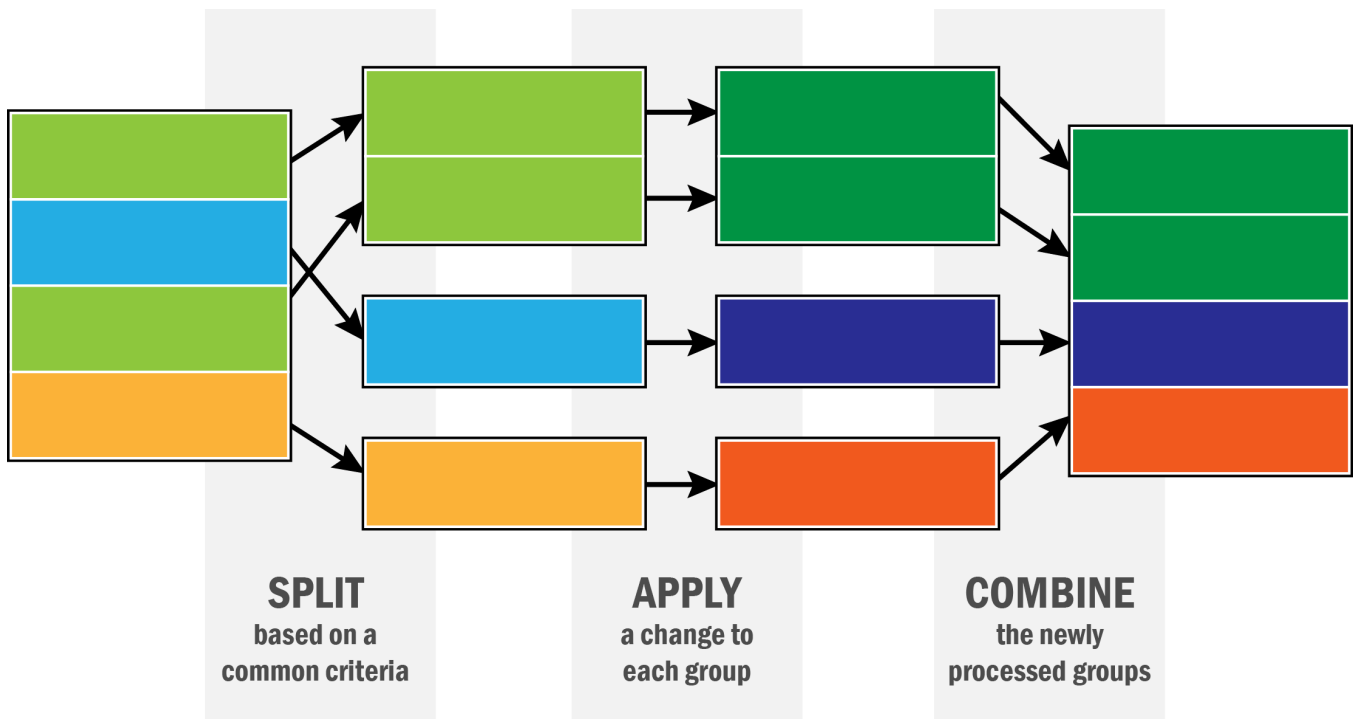 SPLIT
based on a
common criteria
APPLY
a change to
each group
COMBINE
the newly
processed groups